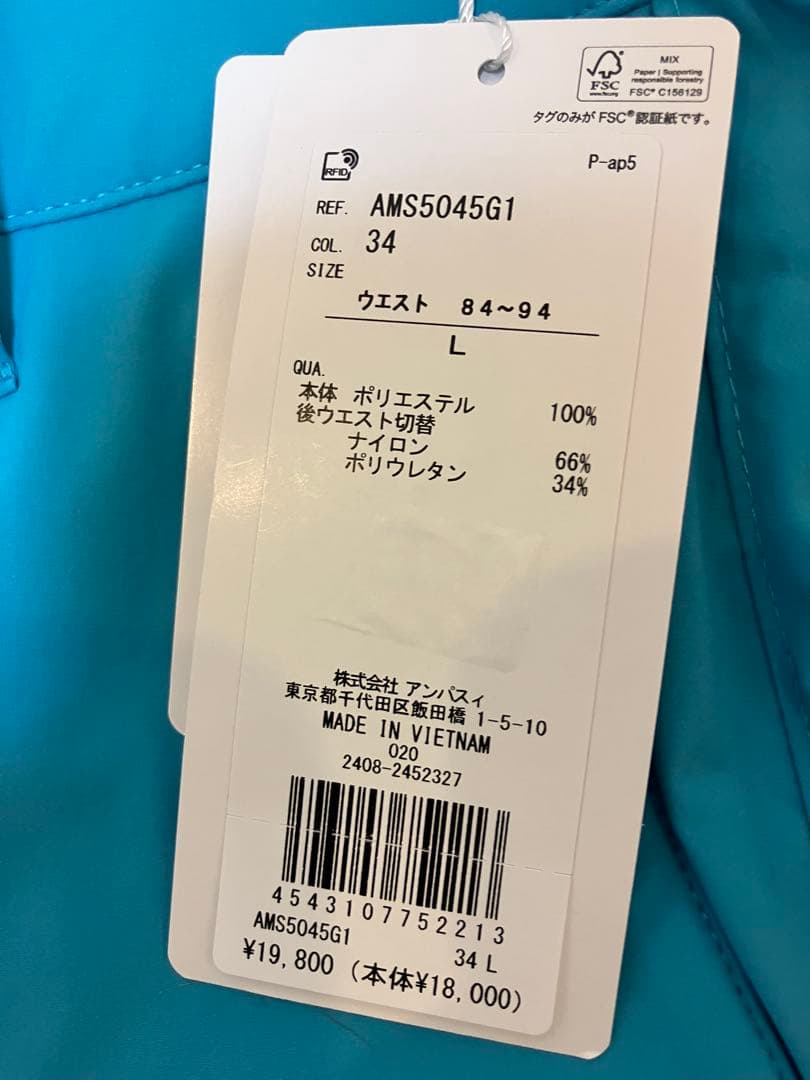 MIX
Paper | Supporting
responsible forestry
FSC
www.fsc.org
FSC® C156129
タグのみが FSC®認証紙です。
RFID
P-ap5
REF. AMS5045G1
COL. 34
SIZE
ウエスト 84～94
L
QUA.
本体 ポリエステル 100%
後ウエスト切替
ナイロン 66%
ポリウレタン 34%
株式会社 アンパスィ
東京都千代田区飯田橋 1-5-10
MADE IN VIETNAM
020
2408-2452327
4543107752213
AMS5045G1 34 L
¥19,800 (本体¥18,000)